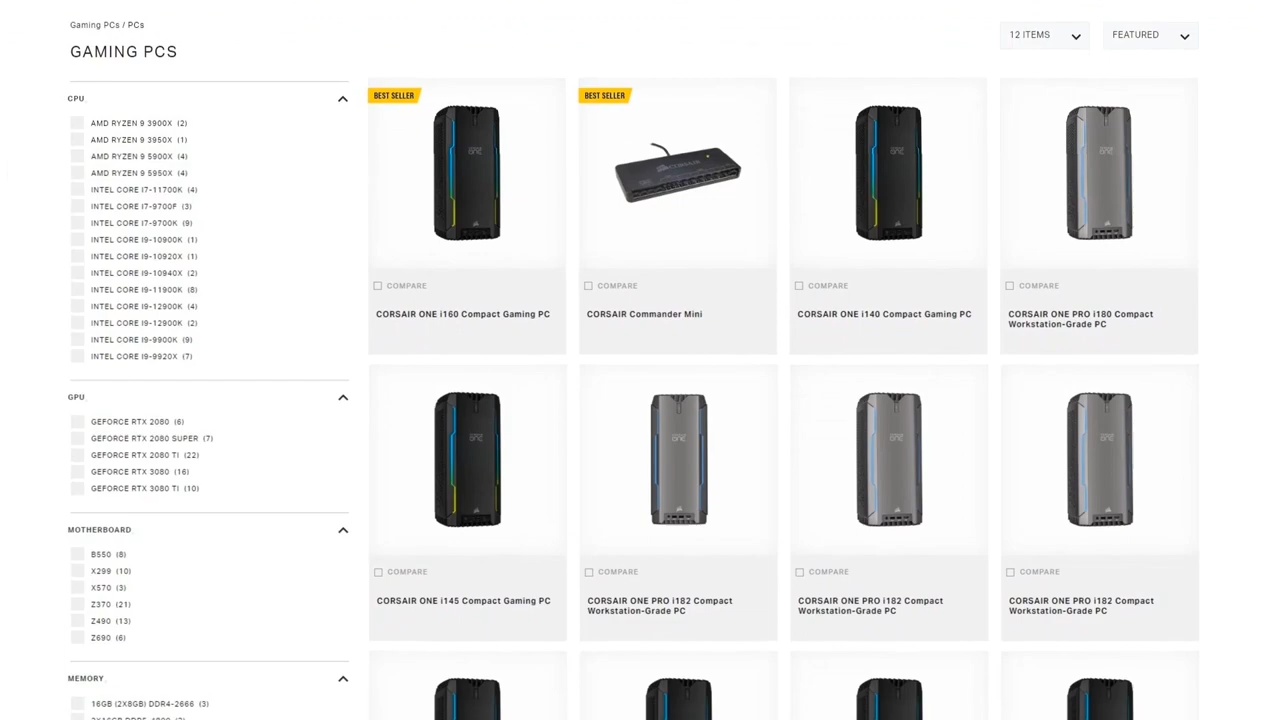 Gaming PCs / PCs
GAMING PCS
12 ITEMS
FEATURED
CPU
AMD RYZEN 9 3900X (2)
AMD RYZEN 9 3950X (1)
AMD RYZEN 9 5900X (4)
AMD RYZEN 9 5950X (4)
INTEL CORE I7-11700K (4)
INTEL CORE I7-9700F (3)
INTEL CORE I7-9700K (9)
INTEL CORE I9-10900K (1)
INTEL CORE I9-10920X (1)
INTEL CORE I9-10940X (2)
INTEL CORE I9-11900K (8)
INTEL CORE I9-12900K (4)
INTEL CORE I9-12900K (2)
INTEL CORE I9-9900K (9)
INTEL CORE I9-9920X (7)
GPU
GEFORCE RTX 2080 (6)
GEFORCE RTX 2080 SUPER (7)
GEFORCE RTX 2080 TI (22)
GEFORCE RTX 3080 (16)
GEFORCE RTX 3080 TI (10)
MOTHERBOARD
B550 (8)
X299 (10)
X570 (3)
Z370 (21)
Z490 (13)
Z690 (6)
MEMORY
16GB (2X8GB) DDR4-2666 (3)
BEST SELLER
COMPARE
CORSAIR ONE i160 Compact Gaming PC
BEST SELLER
CORSAIR
COMPARE
CORSAIR Commander Mini
COMPARE
CORSAIR ONE i140 Compact Gaming PC
COMPARE
CORSAIR ONE PRO i180 Compact
Workstation-Grade PC
COMPARE
CORSAIR ONE i145 Compact Gaming PC
COMPARE
CORSAIR ONE PRO i182 Compact
Workstation-Grade PC
COMPARE
CORSAIR ONE PRO i182 Compact
Workstation-Grade PC
COMPARE
CORSAIR ONE PRO i182 Compact
Workstation-Grade PC